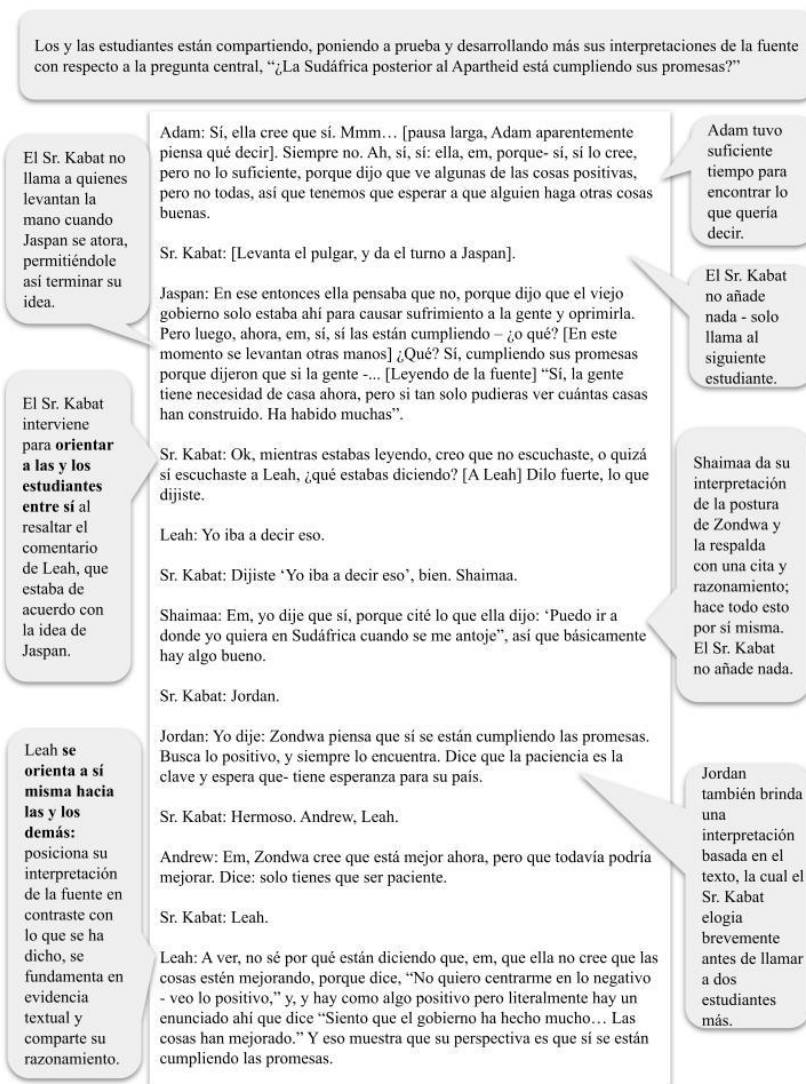 Los y las estudiantes están compartiendo, poniendo a prueba y desarrollando más sus interpretaciones de la fuente
con respecto a la pregunta central, “¿La Sudáfrica posterior al Apartheid está cumpliendo sus promesas?”
El Sr. Kabat no
llama a quienes
levantan la
mano cuando
Jaspan se atora,
permitiéndole
así terminar su
idea.
El Sr. Kabat
interviene
para orientar
a las y los
estudiantes
entre sí al
resaltar el
comentario
de Leah, que
estaba de
acuerdo con
la idea de
Jaspan.
Leah se
orienta a sí
misma hacia
las y los
demás:
posiciona su
interpretación
de la fuente en
contraste con
lo que se ha
dicho, se
fundamenta en
evidencia
textual y
comparte su
razonamiento.
Adam: Sí, ella cree que sí. Mmm… [pausa larga, Adam aparentemente
piensa qué decir]. Siempre no. Ah, sí, sí: ella, em, porque- sí, sí lo cree,
pero no lo suficiente, porque dijo que ve algunas de las cosas positivas,
pero no todas, así que tenemos que esperar a que alguien haga otras cosas
buenas.
Sr. Kabat: [Levanta el pulgar, y da el turno a Jaspan].
Jaspan: En ese entonces ella pensaba que no, porque dijo que el viejo
gobierno solo estaba ahí para causar sufrimiento a la gente y oprimirla.
Pero luego, ahora, em, sí, sí las están cumpliendo – ¿o qué? [En este
momento se levantan otras manos] ¿Qué? Sí, cumpliendo sus promesas
porque dijeron que si la gente -... [Leyendo de la fuente] “Sí, la gente
tiene necesidad de casa ahora, pero si tan solo pudieras ver cuántas casas
han construido. Ha habido muchas”.
Sr. Kabat: Ok, mientras estabas leyendo, creo que no escuchaste, o quizá
sí escuchaste a Leah, ¿qué estabas diciendo? [A Leah] Dilo fuerte, lo que
dijiste.
Leah: Yo iba a decir eso.
Sr. Kabat: Dijiste ‘Yo iba a decir eso’, bien. Shaimaa.
Shaimaa: Em, yo dije que sí, porque cité lo que ella dijo: ‘Puedo ir a
donde yo quiera en Sudáfrica cuando se me antoje”, así que básicamente
hay algo bueno.
Sr. Kabat: Jordan.
Jordan: Yo dije: Zondwa piensa que sí se están cumpliendo las promesas.
Busca lo positivo, y siempre lo encuentra. Dice que la paciencia es la
clave y espera que- tiene esperanza para su país.
Sr. Kabat: Hermoso. Andrew, Leah.
Andrew: Em, Zondwa cree que está mejor ahora, pero que todavía podría
mejorar. Dice: solo tienes que ser paciente.
Sr. Kabat: Leah.
Leah: A ver, no sé por qué están diciendo que, em, que ella no cree que las
cosas estén mejorando, porque dice, “No quiero centrarme en lo negativo
- veo lo positivo,” y, y hay como algo positivo pero literalmente hay un
enunciado ahí que dice “Siento que el gobierno ha hecho mucho… Las
cosas han mejorado.” Y eso muestra que su perspectiva es que sí se están
cumpliendo las promesas.
Adam tuvo
suficiente
tiempo para
encontrar lo
que quería
decir.
El Sr. Kabat
no añade
nada - solo
llama al
siguiente
estudiante.
Shaimaa da su
interpretación
de la postura
de Zondwa y
la respalda
con una cita y
razonamiento;
hace todo esto
por sí misma.
El Sr. Kabat
no añade nada.
Jordan
también brinda
una
interpretación
basada en el
texto, la cual el
Sr. Kabat
elogia
brevemente
antes de llamar
a dos
estudiantes
más.